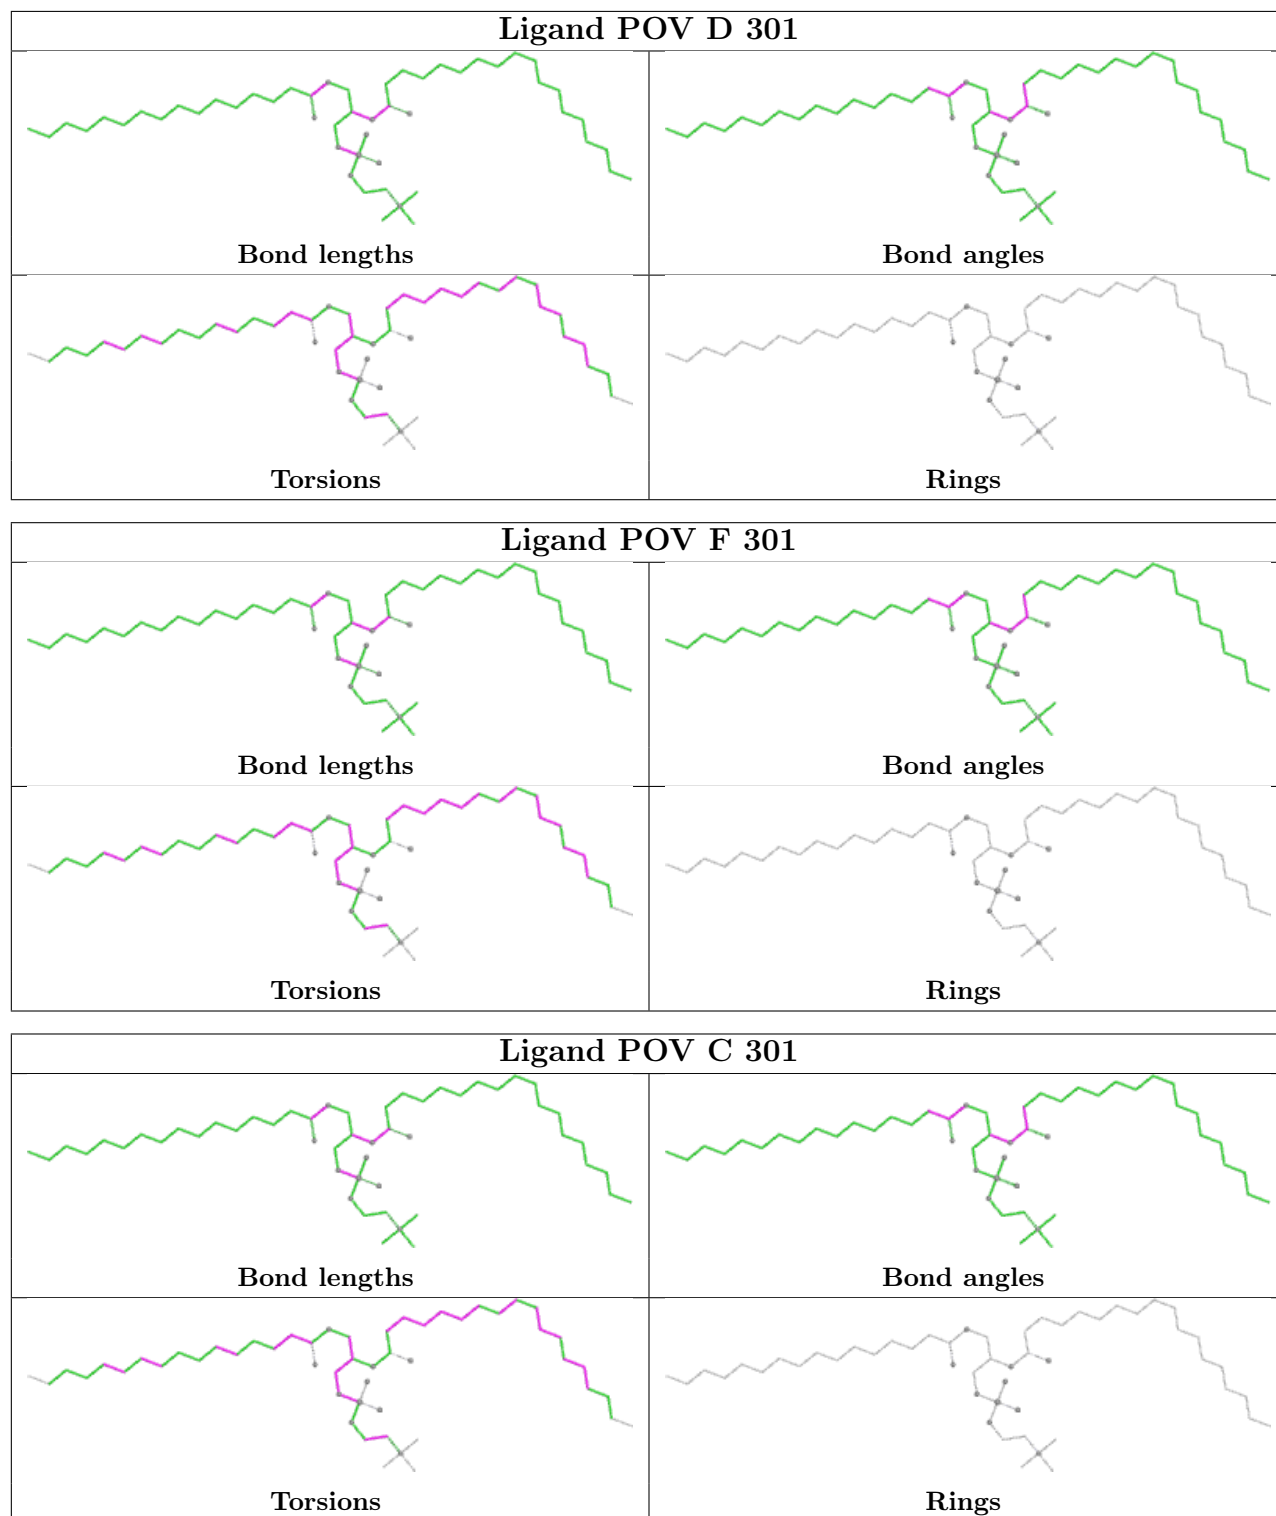 Ligand POV D 301
Bond lengths
Bond angles
Torsions
Rings
Ligand POV F 301
Bond lengths
Bond angles
Torsions
Rings
Ligand POV C 301
Bond lengths
Bond angles
Torsions
Rings